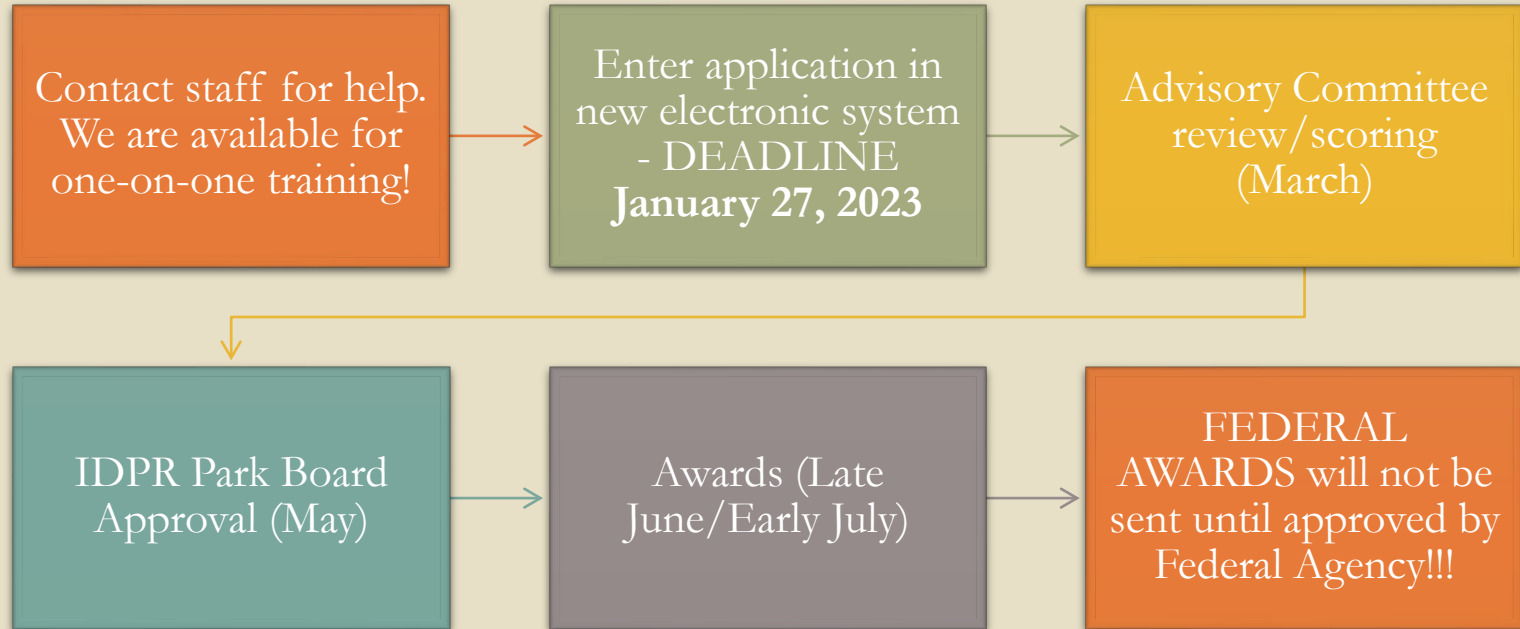 Contact staff for help.
We are available for
one-on-one training!
Enter application in
new electronic system
- DEADLINE
January 27, 2023
Advisory Committee
review/scoring
(March)
IDPR Park Board
Approval (May)
Awards (Late
June/Early July)
FEDERAL
AWARDS will not be
sent until approved by
Federal Agency!!!